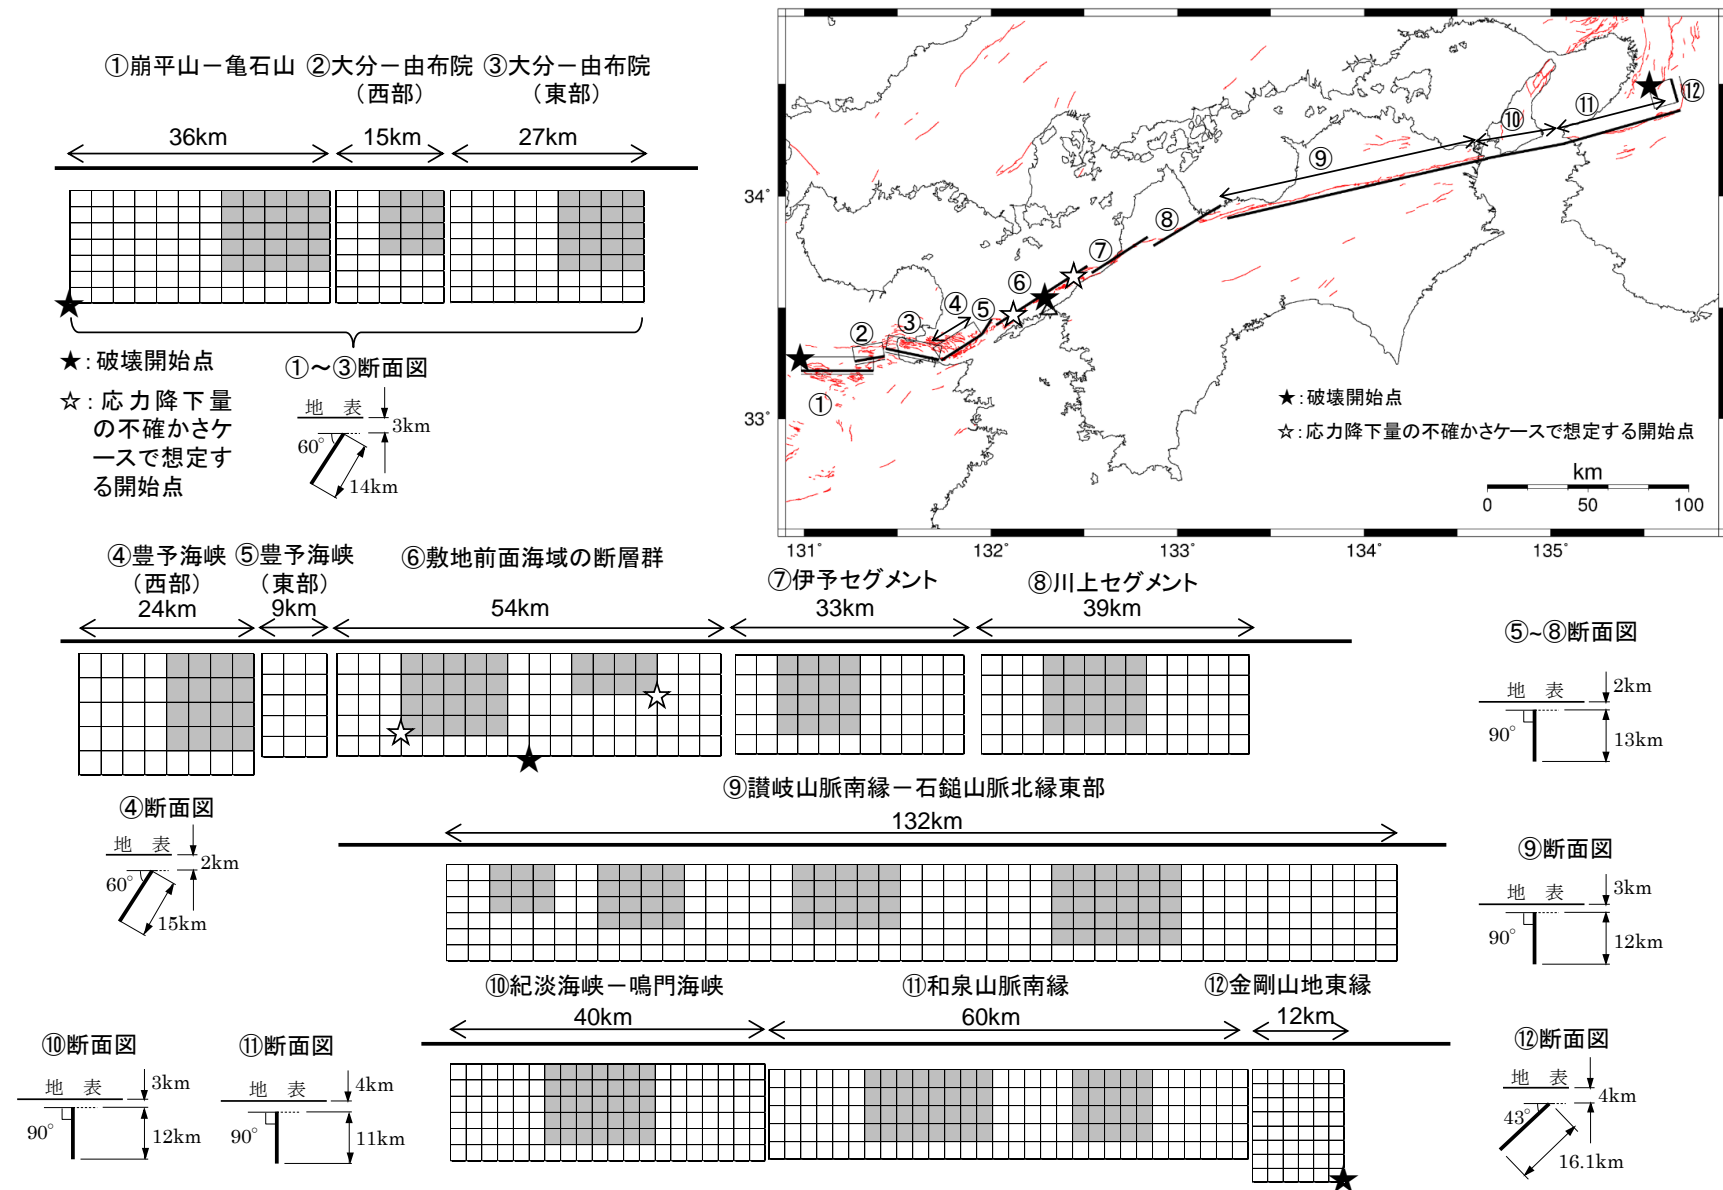 ①崩平山－亀石山 ②大分－由布院 ③大分－由布院
（西部） （東部）
36km 15km 27km
★：破壊開始点
☆：応力降下量
の不確かさケ
ースで想定す
る開始点
①～③断面図
地 表
3km
60°
14km
34°
33°
131° 132° 133° 134° 135°
① ② ③ ④ ⑤ ⑥ ⑦ ⑧ ⑨ ⑩ ⑪ ⑫
★：破壊開始点
☆：応力降下量の不確かさケースで想定する開始点
km
0 50 100
④豊予海峡 ⑤豊予海峡 ⑥敷地前面海域の断層群 ⑦伊予セグメント ⑧川上セグメント
（西部） （東部）
24km 9km 54km 33km 39km
⑤~⑧断面図
地 表
2km
90°
13km
④断面図
地 表
2km
60°
15km
⑨讃岐山脈南縁－石鎚山脈北縁東部
132km
⑨断面図
地 表
3km
90°
12km
⑩紀淡海峡－鳴門海峡 ⑪和泉山脈南縁 ⑫金剛山地東縁
40km 60km 12km
⑩断面図
地 表
3km
90°
12km
⑪断面図
地 表
4km
90°
11km
⑫断面図
地 表
4km
43°
16.1km